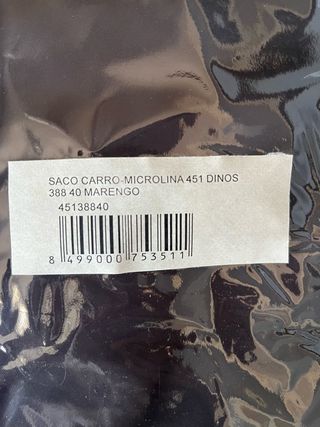 SACO CARRO-MICROLINA 451 DINOS
388 40 MARENGO
45138840
8 499000 753511